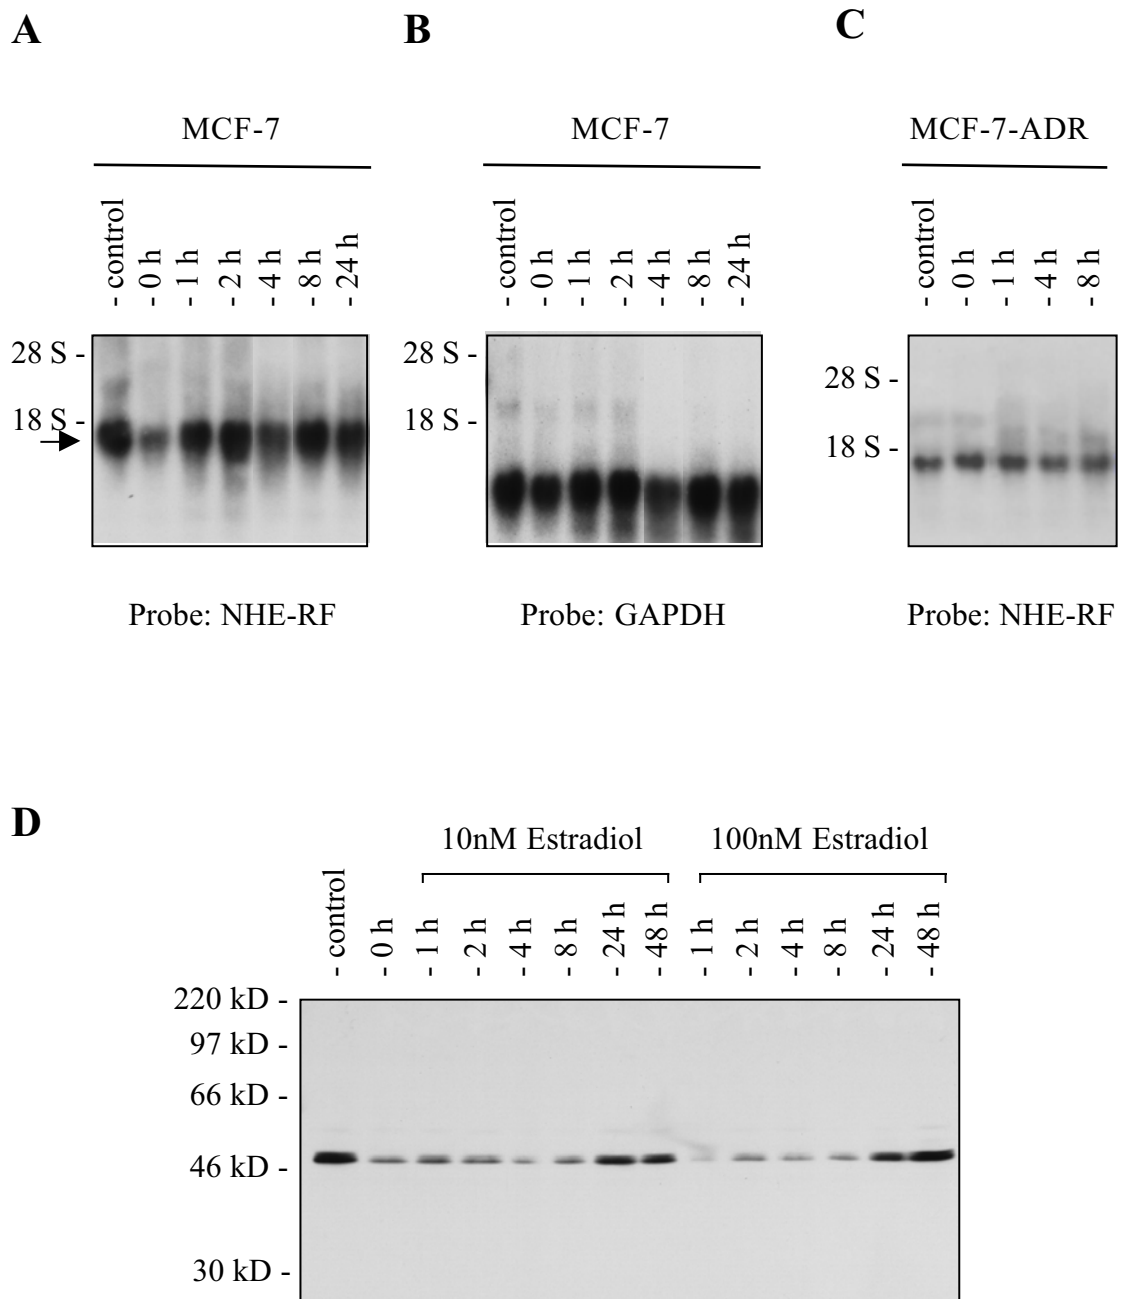 A
B
C
MCF-7
MCF-7
MCF-7-ADR
- control
- 0 h
- 1 h
- 2 h
- 4 h
- 8 h
- 24 h
- control
- 0 h
- 1 h
- 2 h
- 4 h
- 8 h
- 24 h
- control
- 0 h
- 1 h
- 4 h
- 8 h
28 S -
18 S -
28 S -
18 S -
28 S -
18 S -
Probe: NHE-RF
Probe: GAPDH
Probe: NHE-RF
D
10nM Estradiol
100nM Estradiol
- control
- 0 h
- 1 h
- 2 h
- 4 h
- 8 h
- 24 h
- 48 h
- 1 h
- 2 h
- 4 h
- 8 h
- 24 h
- 48 h
220 kD -
97 kD -
66 kD -
46 kD -
30 kD -